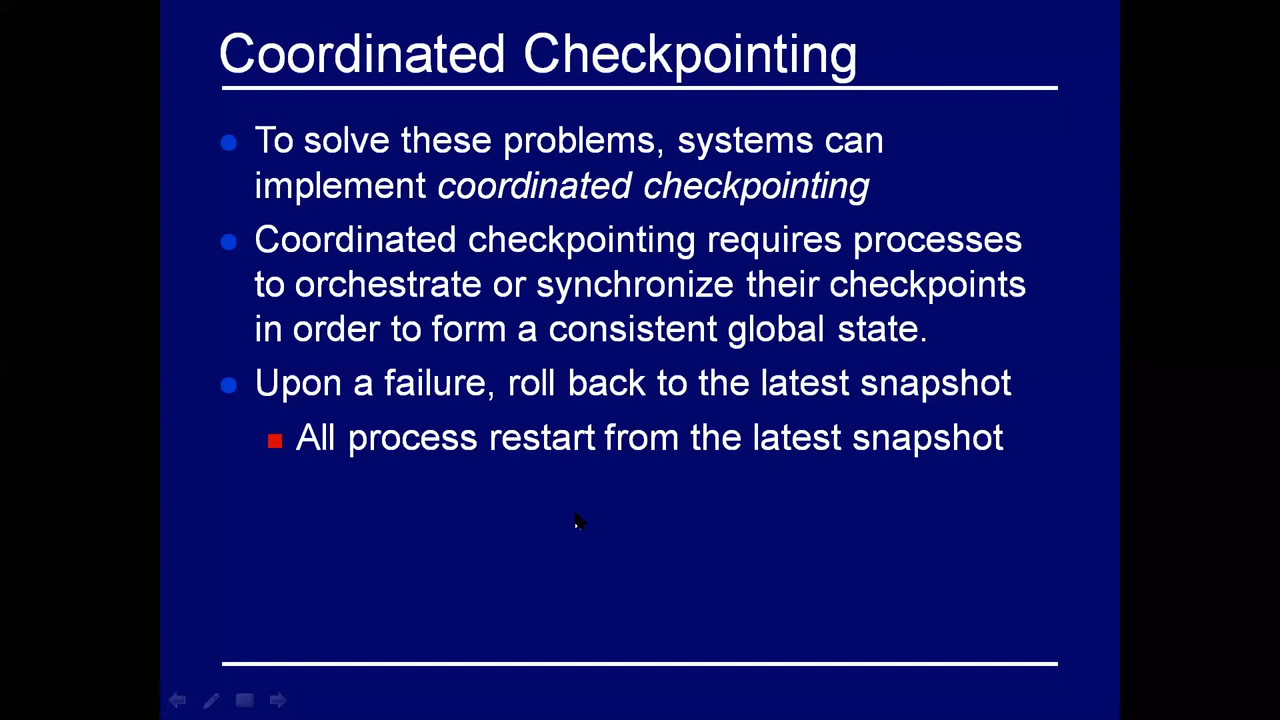 Coordinated Checkpointing
To solve these problems, systems can
implement coordinated checkpointing
Coordinated checkpointing requires processes
to orchestrate or synchronize their checkpoints
in order to form a consistent global state.
Upon a failure, roll back to the latest snapshot
All process restart from the latest snapshot